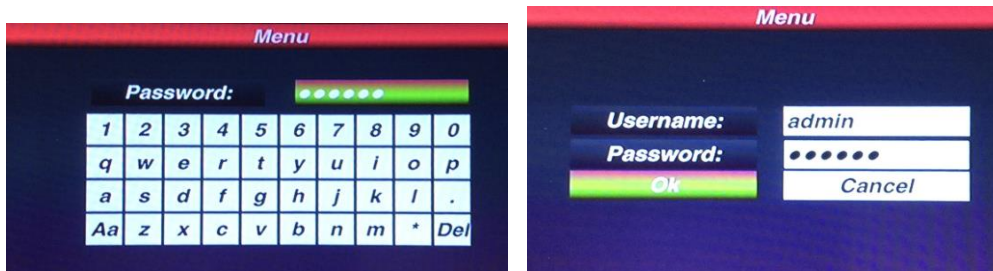 Menu
Password: ●●●●●●
1 2 3 4 5 6 7 8 9 0
q w e r t y u i o p
a s d f g h j k l .
Aa z x c v b n m * Del
Menu
Username: admin
Password: ●●●●●●
Ok Cancel